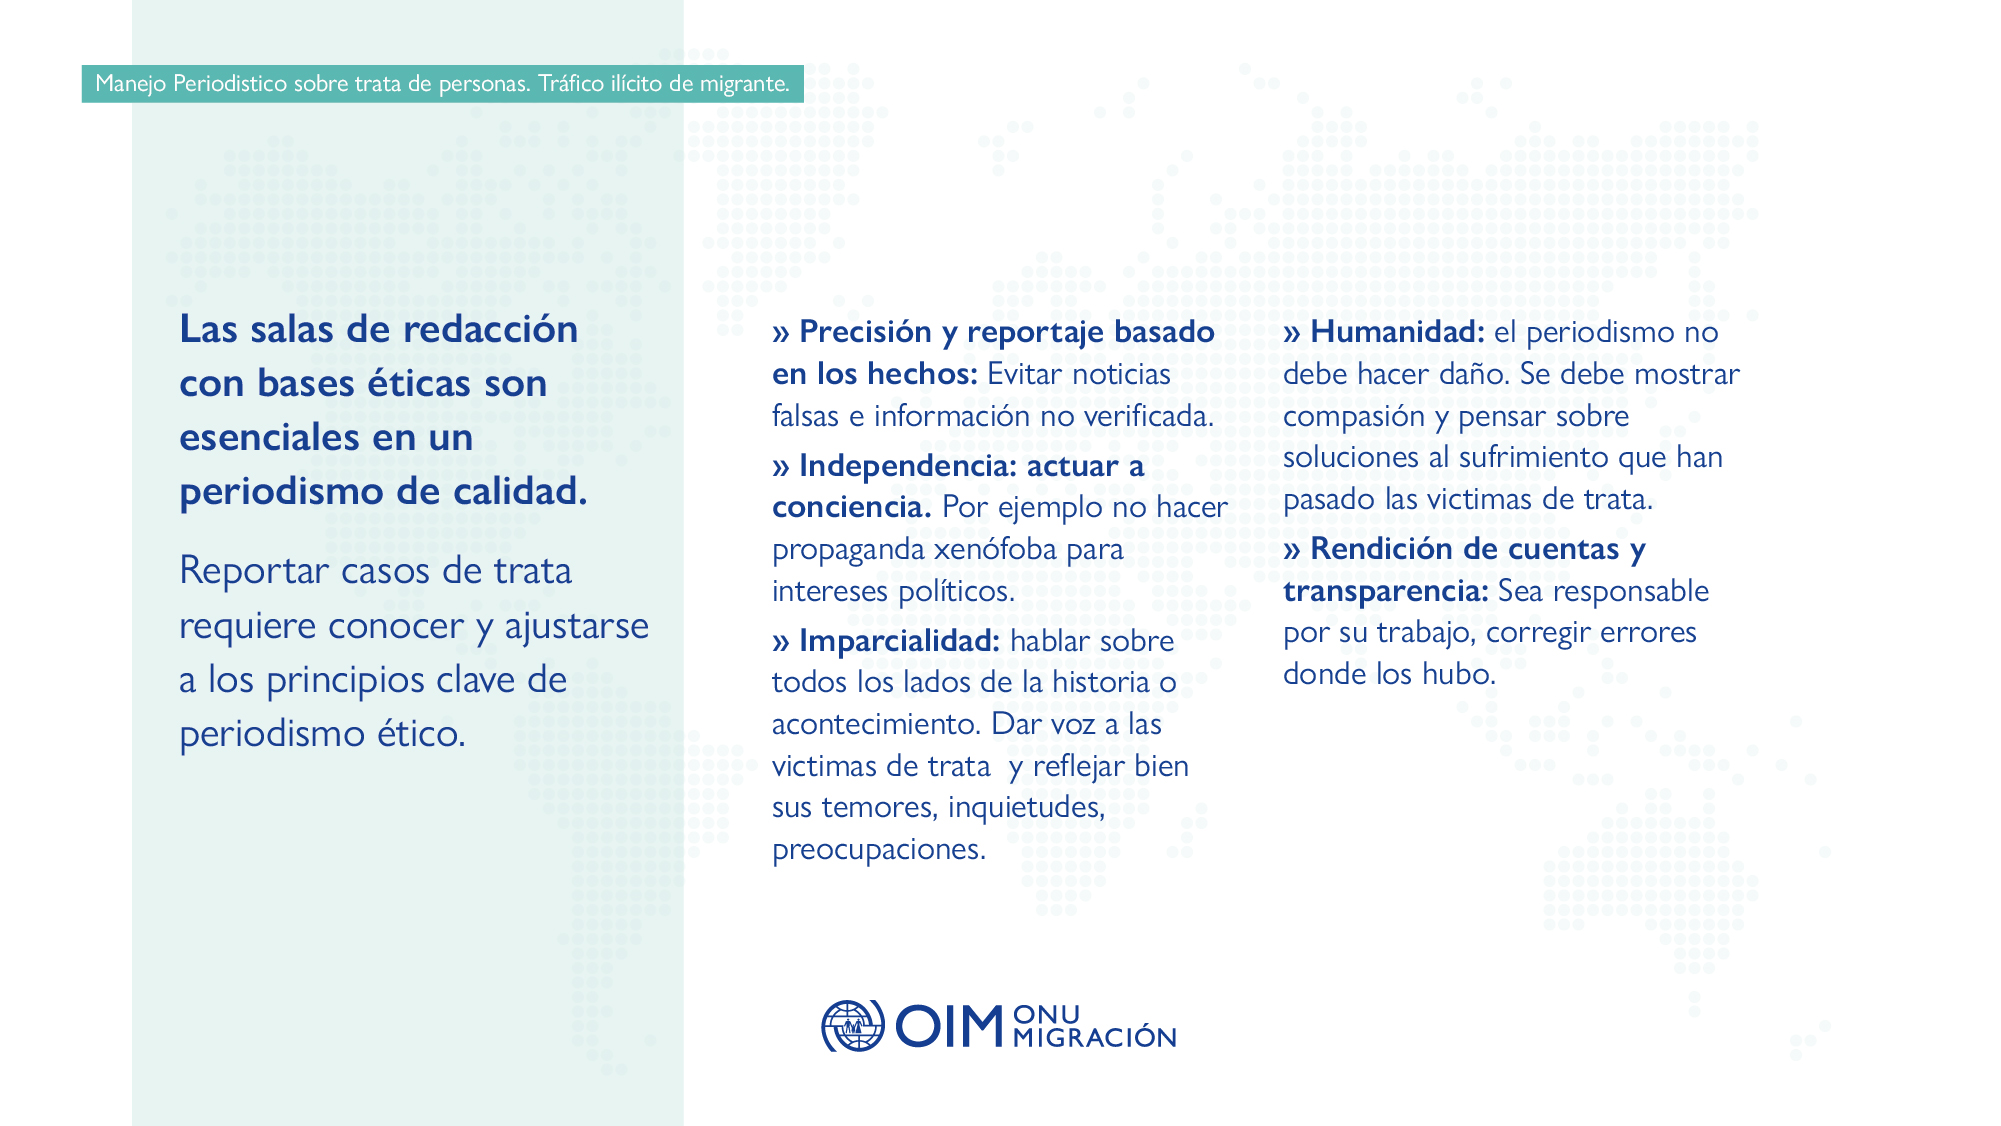 Manejo Periodistico sobre trata de personas. Tráfico ilícito de migrante.
Las salas de redacción
con bases éticas son
esenciales en un
periodismo de calidad.
Reportar casos de trata
requiere conocer y ajustarse
a los principios clave de
periodismo ético.
» Precisión y reportaje basado
en los hechos: Evitar noticias
falsas e información no verificada.
» Independencia: actuar a
conciencia. Por ejemplo no hacer
propaganda xenófoba para
intereses políticos.
» Imparcialidad: hablar sobre
todos los lados de la historia o
acontecimiento. Dar voz a las
victimas de trata  y reflejar bien
sus temores, inquietudes,
preocupaciones.
» Humanidad: el periodismo no
debe hacer daño. Se debe mostrar
compasión y pensar sobre
soluciones al sufrimiento que han
pasado las victimas de trata.
» Rendición de cuentas y
transparencia: Sea responsable
por su trabajo, corregir errores
donde los hubo.
OIM ONU
MIGRACIÓN